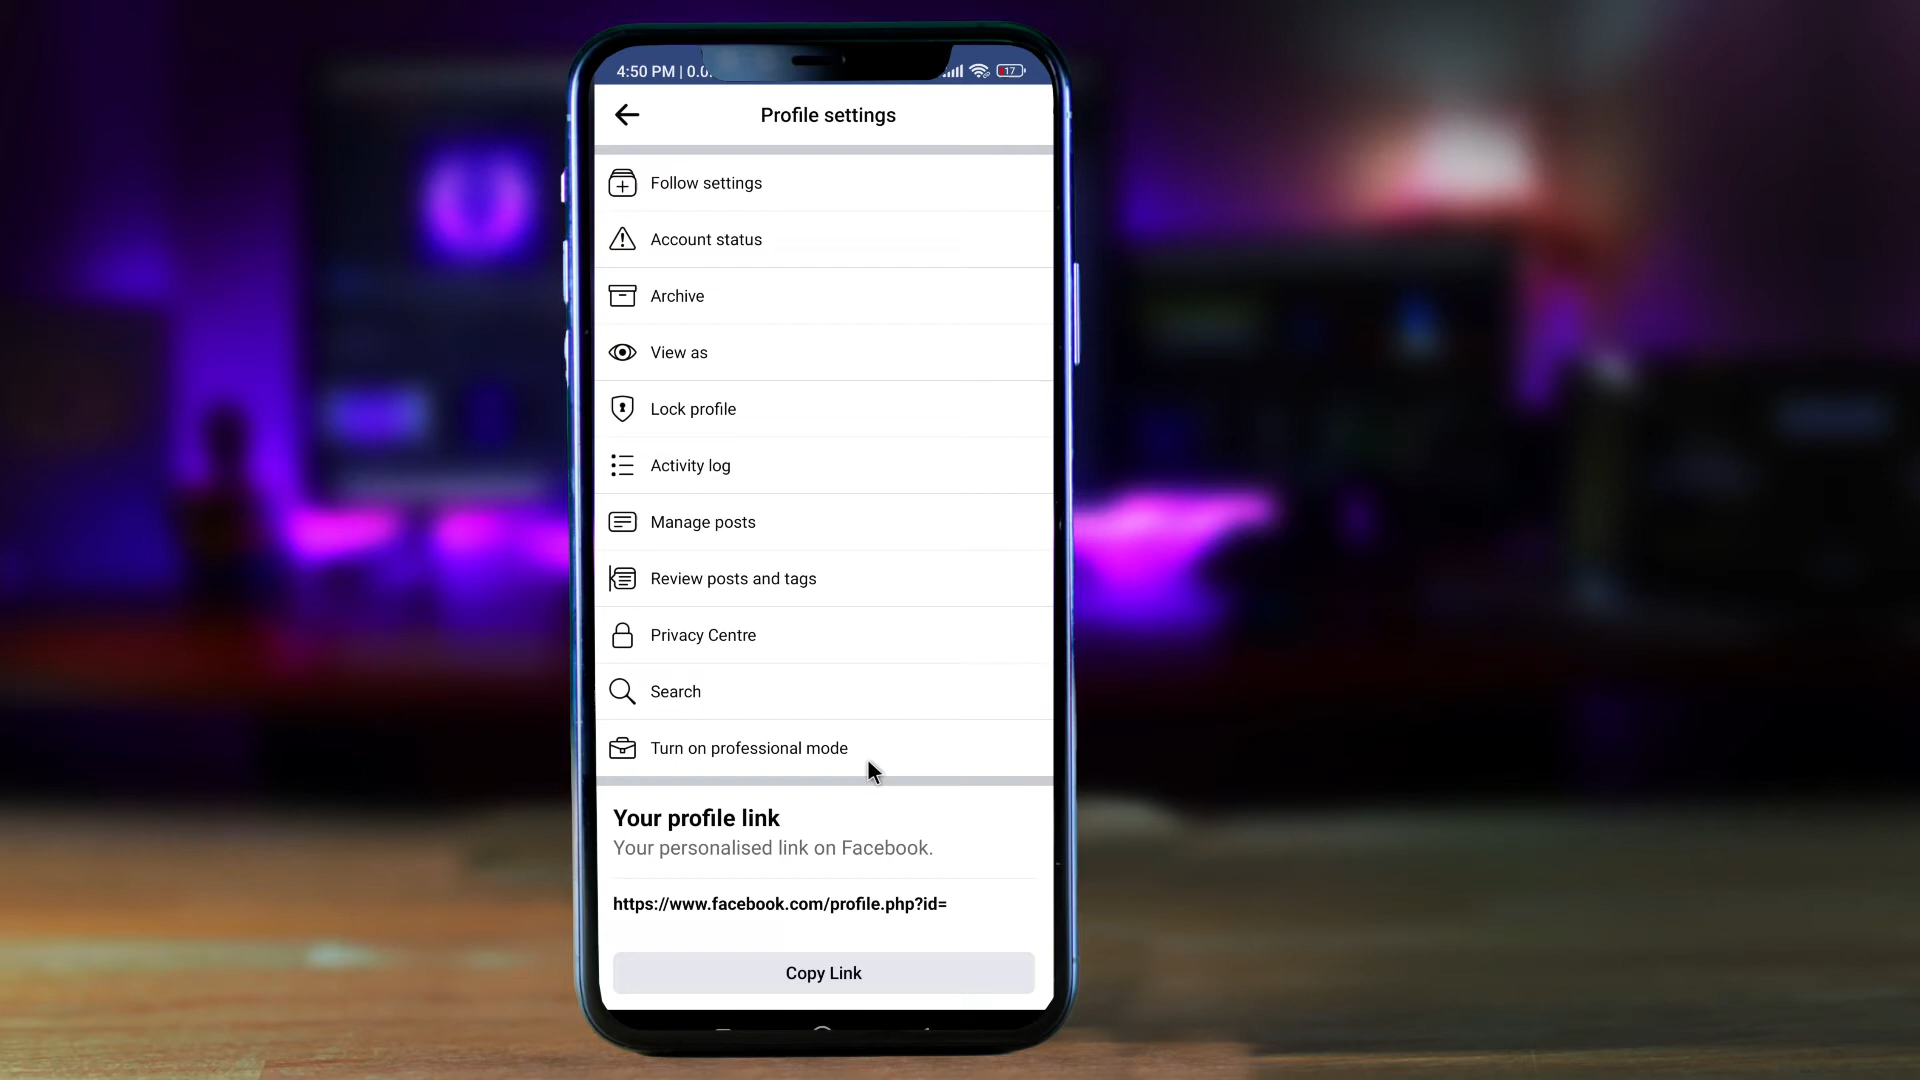 4:50 PM | 0.0
17
Profile settings
Follow settings
Account status
Archive
View as
Lock profile
Activity log
Manage posts
Review posts and tags
Privacy Centre
Search
Turn on professional mode
Your profile link
Your personalised link on Facebook.
https://www.facebook.com/profile.php?id=
Copy Link